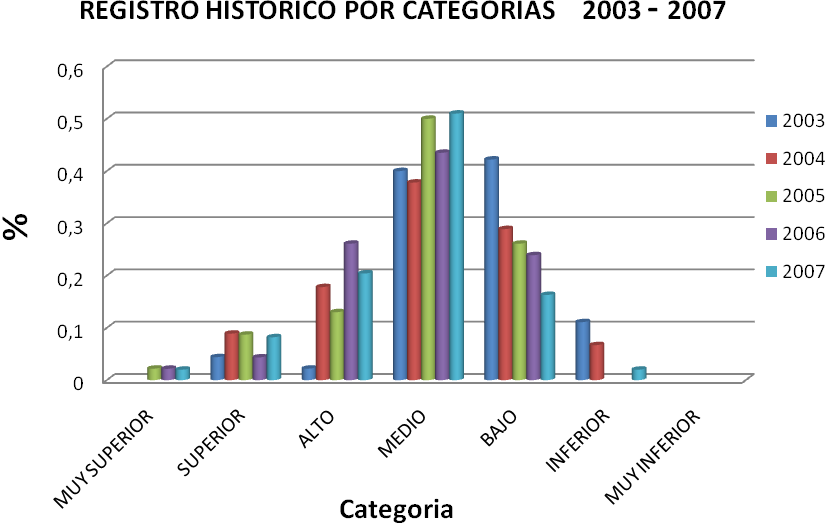 REGISTRO HISTORICO POR CATEGORIAS 2003 - 2007
0,6
0,5
0,4
0,3
0,2
0,1
0
%
MUY SUPERIOR
SUPERIOR
ALTO
MEDIO
BAJO
INFERIOR
MUY INFERIOR
Categoria
2003
2004
2005
2006
2007